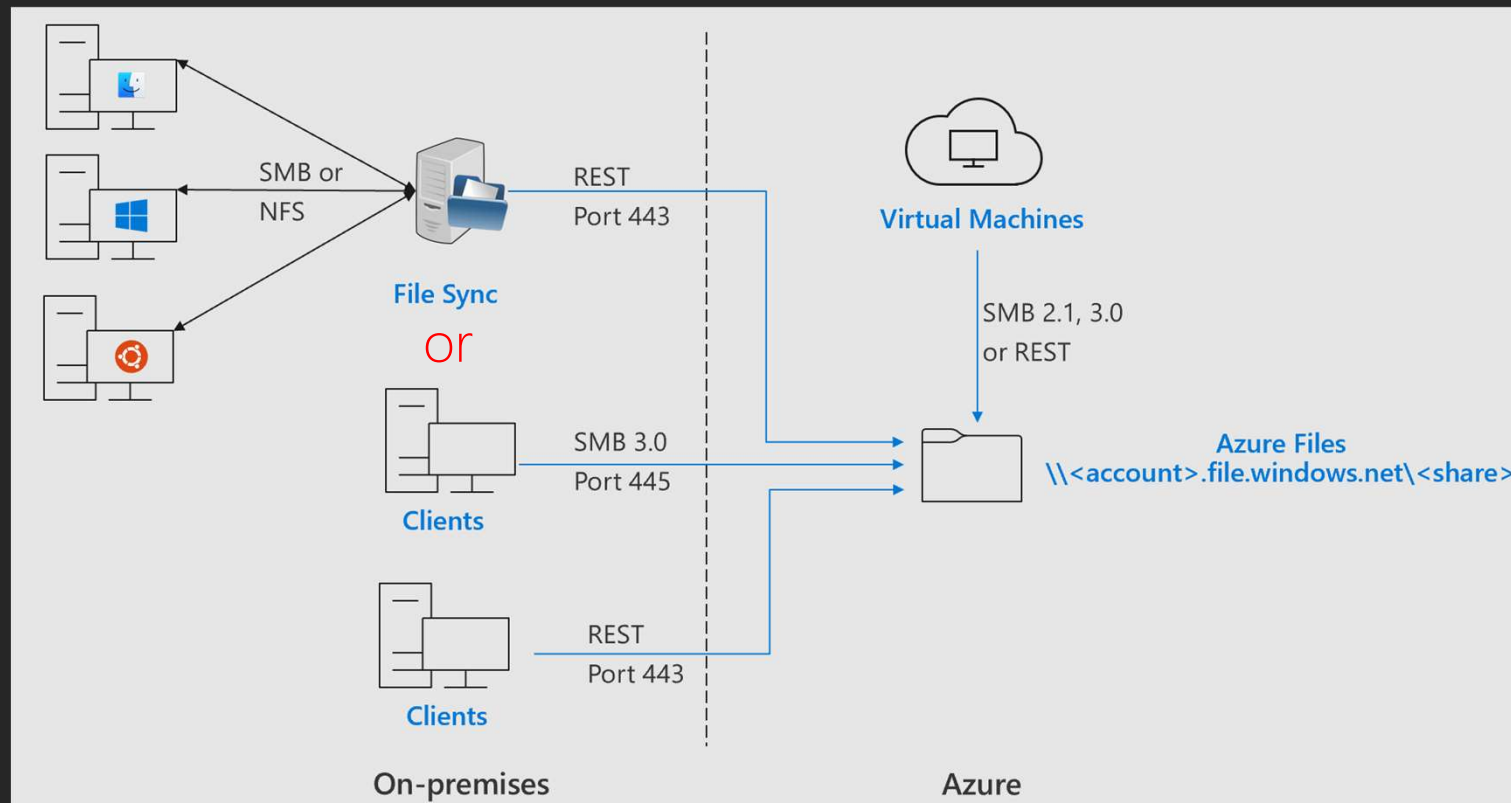 SMB or
NFS
File Sync
or
REST
Port 443
SMB 3.0
Port 445
Clients
REST
Port 443
Clients
On-premises
Virtual Machines
SMB 2.1, 3.0
or REST
Azure Files
\\<account>.file.windows.net\<share>
Azure